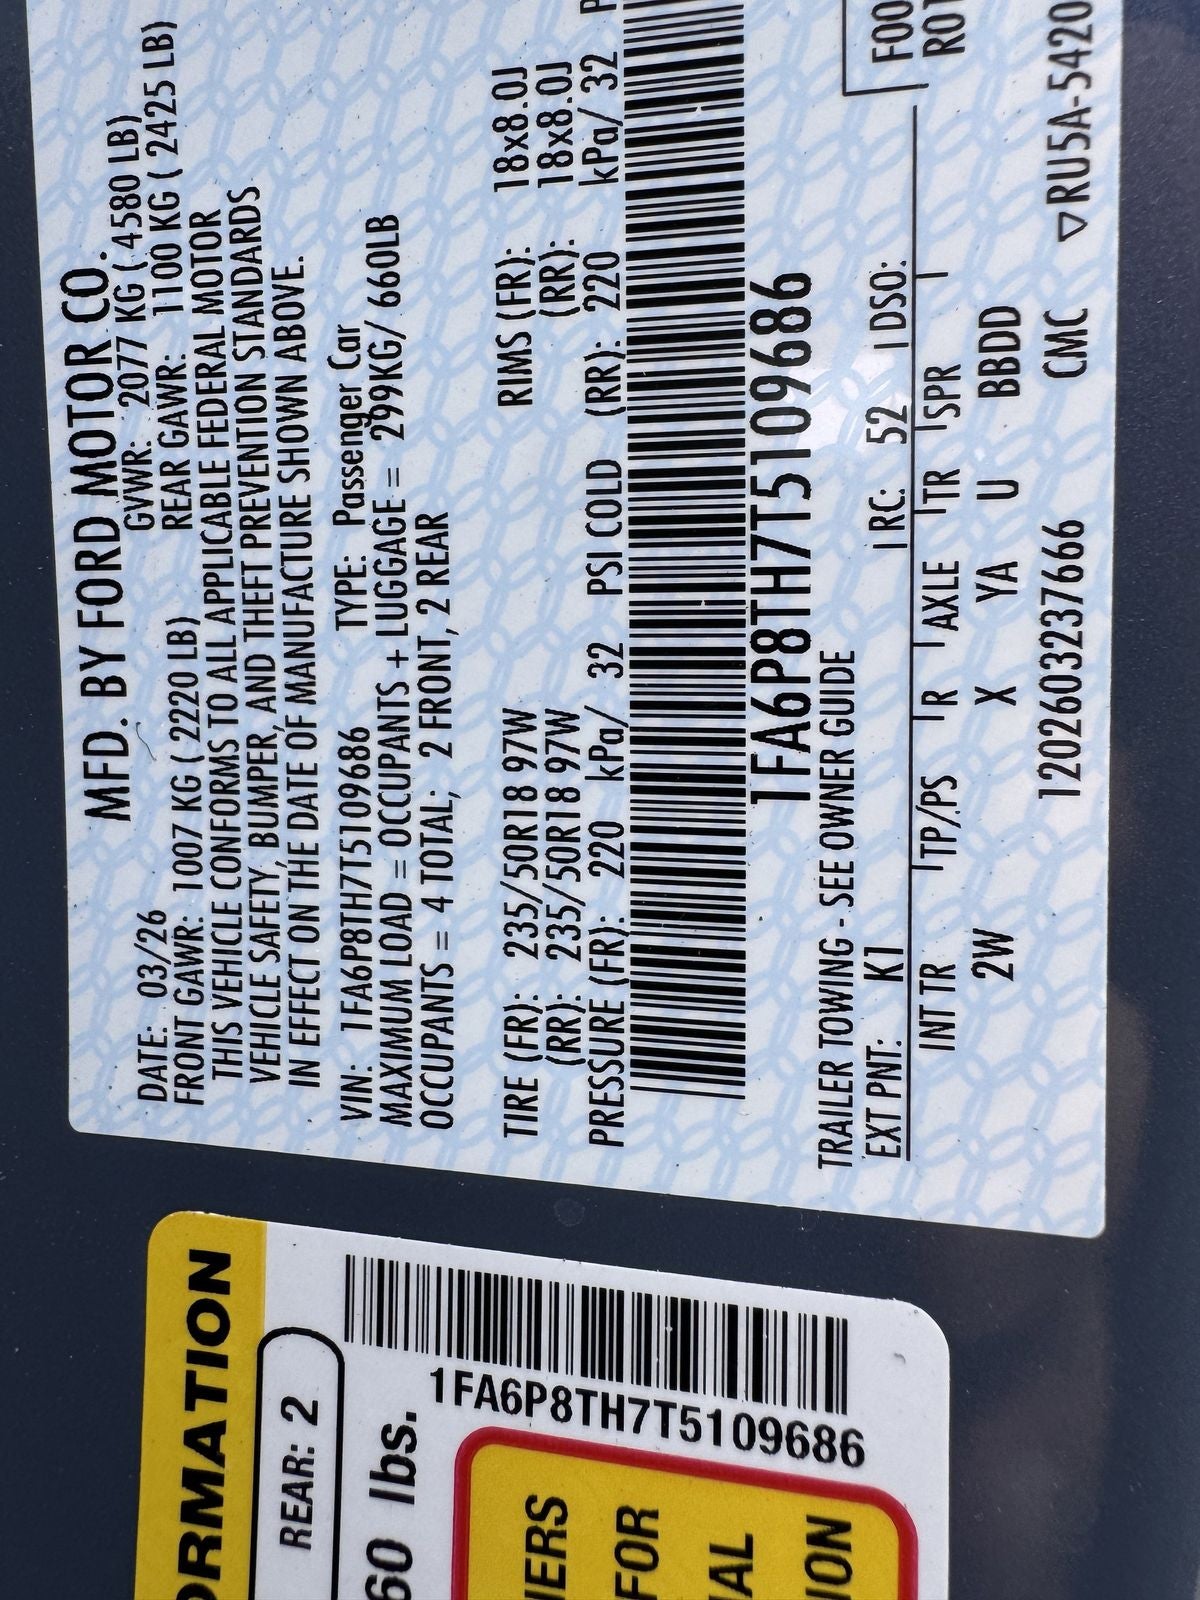 MFD. BY FORD MOTOR CO.
DATE: 03/26 GVWR: 2077 KG ( 4580 LB)
FRONT GAWR: 1007 KG ( 2220 LB) REAR GAWR: 1100 KG ( 2425 LB)
THIS VEHICLE CONFORMS TO ALL APPLICABLE FEDERAL MOTOR
VEHICLE SAFETY, BUMPER, AND THEFT PREVENTION STANDARDS
IN EFFECT ON THE DATE OF MANUFACTURE SHOWN ABOVE.
VIN: 1FA6P8TH7T5109686 TYPE: Passenger Car
MAXIMUM LOAD = OCCUPANTS + LUGGAGE = 299KG/ 660LB
OCCUPANTS = 4 TOTAL; 2 FRONT, 2 REAR
TIRE (FR): 235/50R18 97W RIMS (FR): 18x8.0J
(RR): 235/50R18 97W (RR): 18x8.0J
PRESSURE (FR): 220 kPa/ 32 PSI COLD (RR): 220 kPa/ 32 P
1FA6P8TH7T5109686
TRAILER TOWING - SEE OWNER GUIDE
EXT PNT: K1 RC: 52 DSO: F00
R01
INT TR TP/PS R AXLE TR SPR
2W X YA U BBDD
1202603237666 CMC ▽RU5A-5420
ORMATION
REAR: 2
60 lbs.
1FA6P8TH7T5109686
IERS
FOR
AL
ION